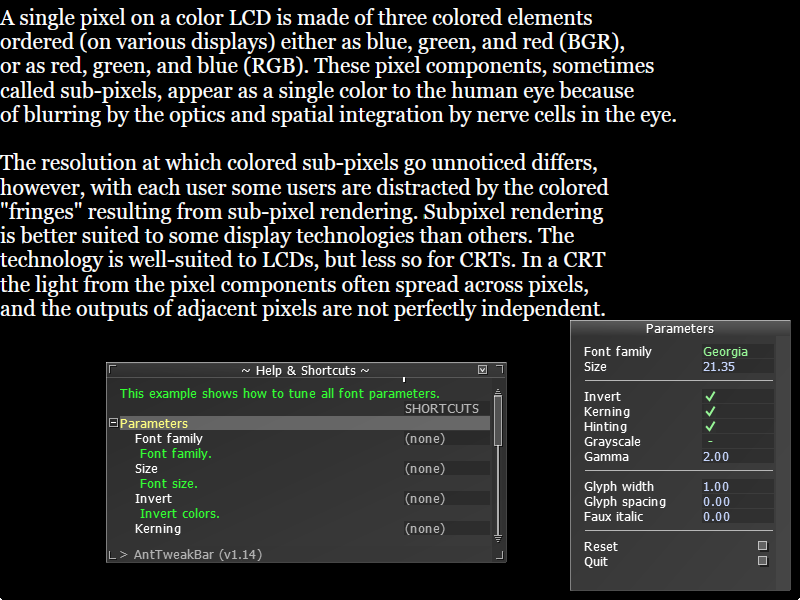 A single pixel on a color LCD is made of three colored elements
ordered (on various displays) either as blue, green, and red (BGR),
or as red, green, and blue (RGB). These pixel components, sometimes
called sub-pixels, appear as a single color to the human eye because
of blurring by the optics and spatial integration by nerve cells in the eye.
The resolution at which colored sub-pixels go unnoticed differs,
however, with each user some users are distracted by the colored
"fringes" resulting from sub-pixel rendering. Subpixel rendering
is better suited to some display technologies than others. The
technology is well-suited to LCDs, but less so for CRTs. In a CRT
the light from the pixel components often spread across pixels,
and the outputs of adjacent pixels are not perfectly independent.
~ Help & Shortcuts ~
This example shows how to tune all font parameters.
SHORTCUTS
Parameters
Font family (none)
Font family.
Size (none)
Font size.
Invert (none)
Invert colors.
Kerning (none)
> AntTweakBar (v1.14)
Parameters
Font family Georgia
Size 21.35
Invert ✓
Kerning ✓
Hinting ✓
Grayscale -
Gamma 2.00
Glyph width 1.00
Glyph spacing 0.00
Faux italic 0.00
Reset
Quit